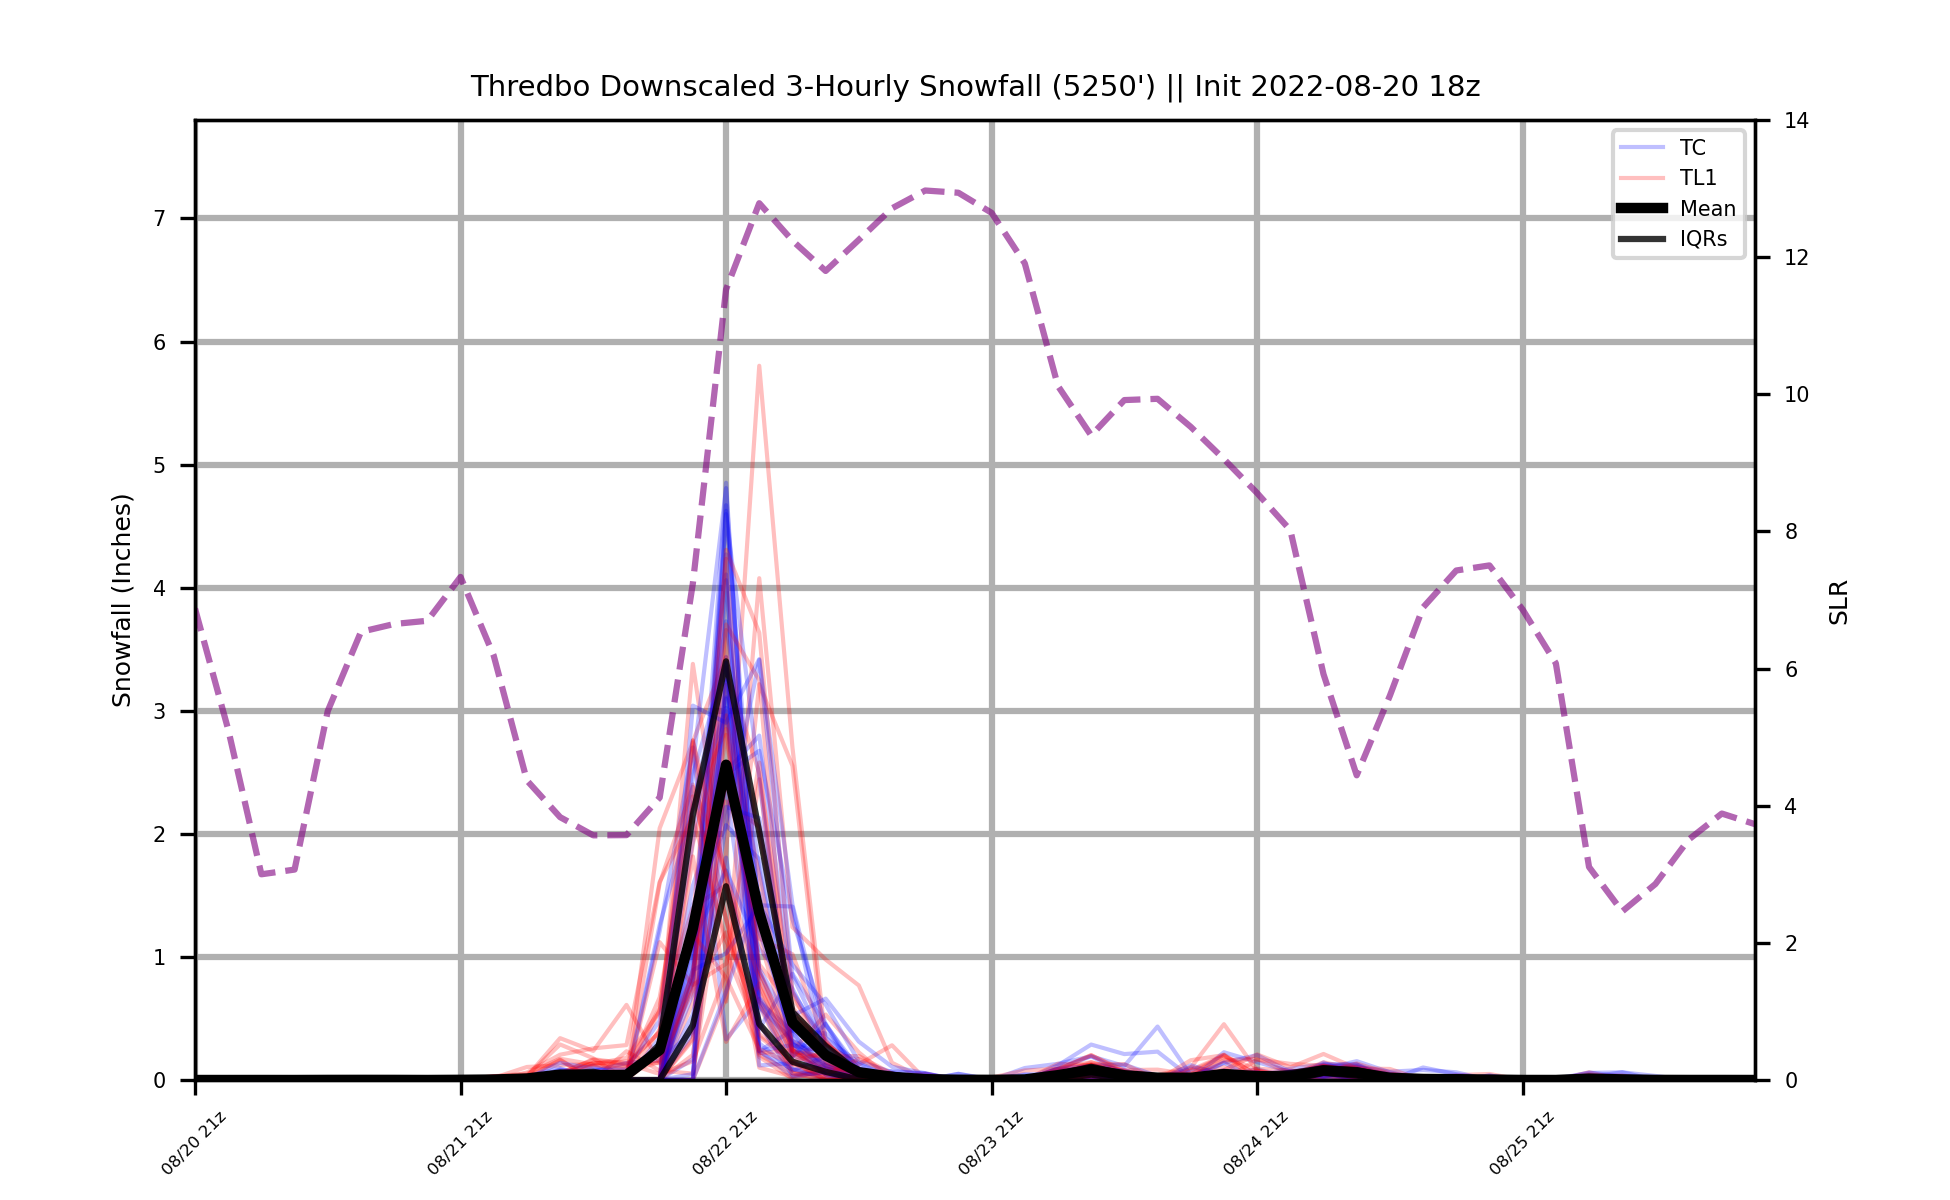 Thredbo Downscaled 3-Hourly Snowfall (5250') || Init 2022-08-20 18z
TC
TL1
Mean
IQRs
Snowfall (Inches)
7
6
5
4
3
2
1
0
14
12
10
8
6
4
2
0
SLR
08/20 21z
08/21 21z
08/22 21z
08/23 21z
08/24 21z
08/25 21z